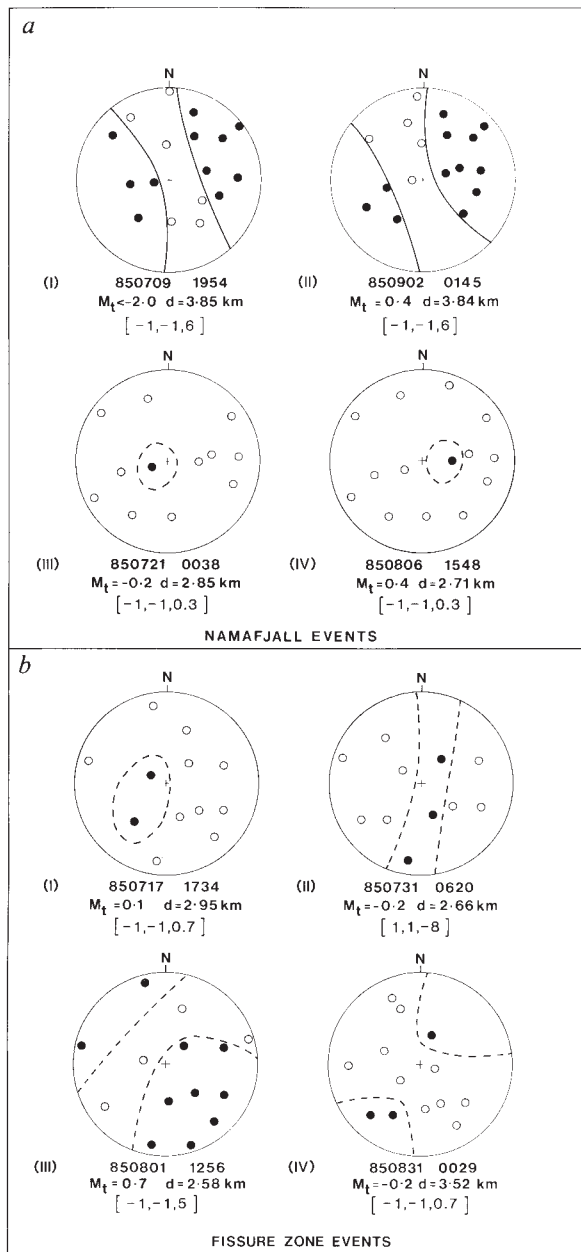 a
N N
(I) 850709 1954 (II) 850902 0145
Mt<-2.0 d=3.85 km Mt = 0.4 d=3.84 km
[-1,-1,6] [-1,-1,6]
N N
(III) 850721 0038 (IV) 850806 1548
Mt=-0.2 d=2.85 km Mt=0.4 d=2.71 km
[-1,-1,0.3] [-1,-1,0.3]
NAMAFJALL EVENTS
b
N N
(I) 850717 1734 (II) 850731 0620
Mt=0.1 d=2.95 km Mt=-0.2 d=2.66 km
[-1,-1,0.7] [1,1,-8]
N N
(III) 850801 1256 (IV) 850831 0029
Mt=0.7 d=2.58 km Mt=-0.2 d=3.52 km
[-1,-1,5] [-1,-1,0.7]
FISSURE ZONE EVENTS